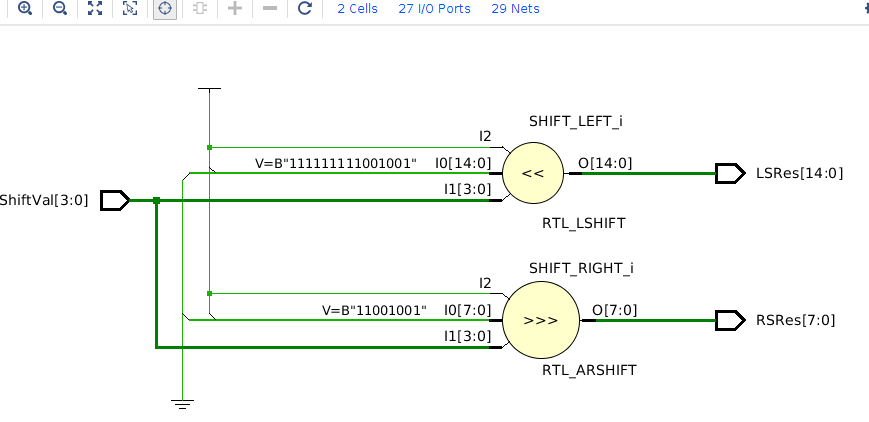 2 Cells 27 I/O Ports 29 Nets
SHIFT_LEFT_i
I2
V=B"111111111001001" I0[14:0] << O[14:0] LSRes[14:0]
ShiftVal[3:0] I1[3:0]
RTL_LSHIFT
SHIFT_RIGHT_i
I2
V=B"11001001" I0[7:0] >>> O[7:0] RSRes[7:0]
I1[3:0]
RTL_ARSHIFT